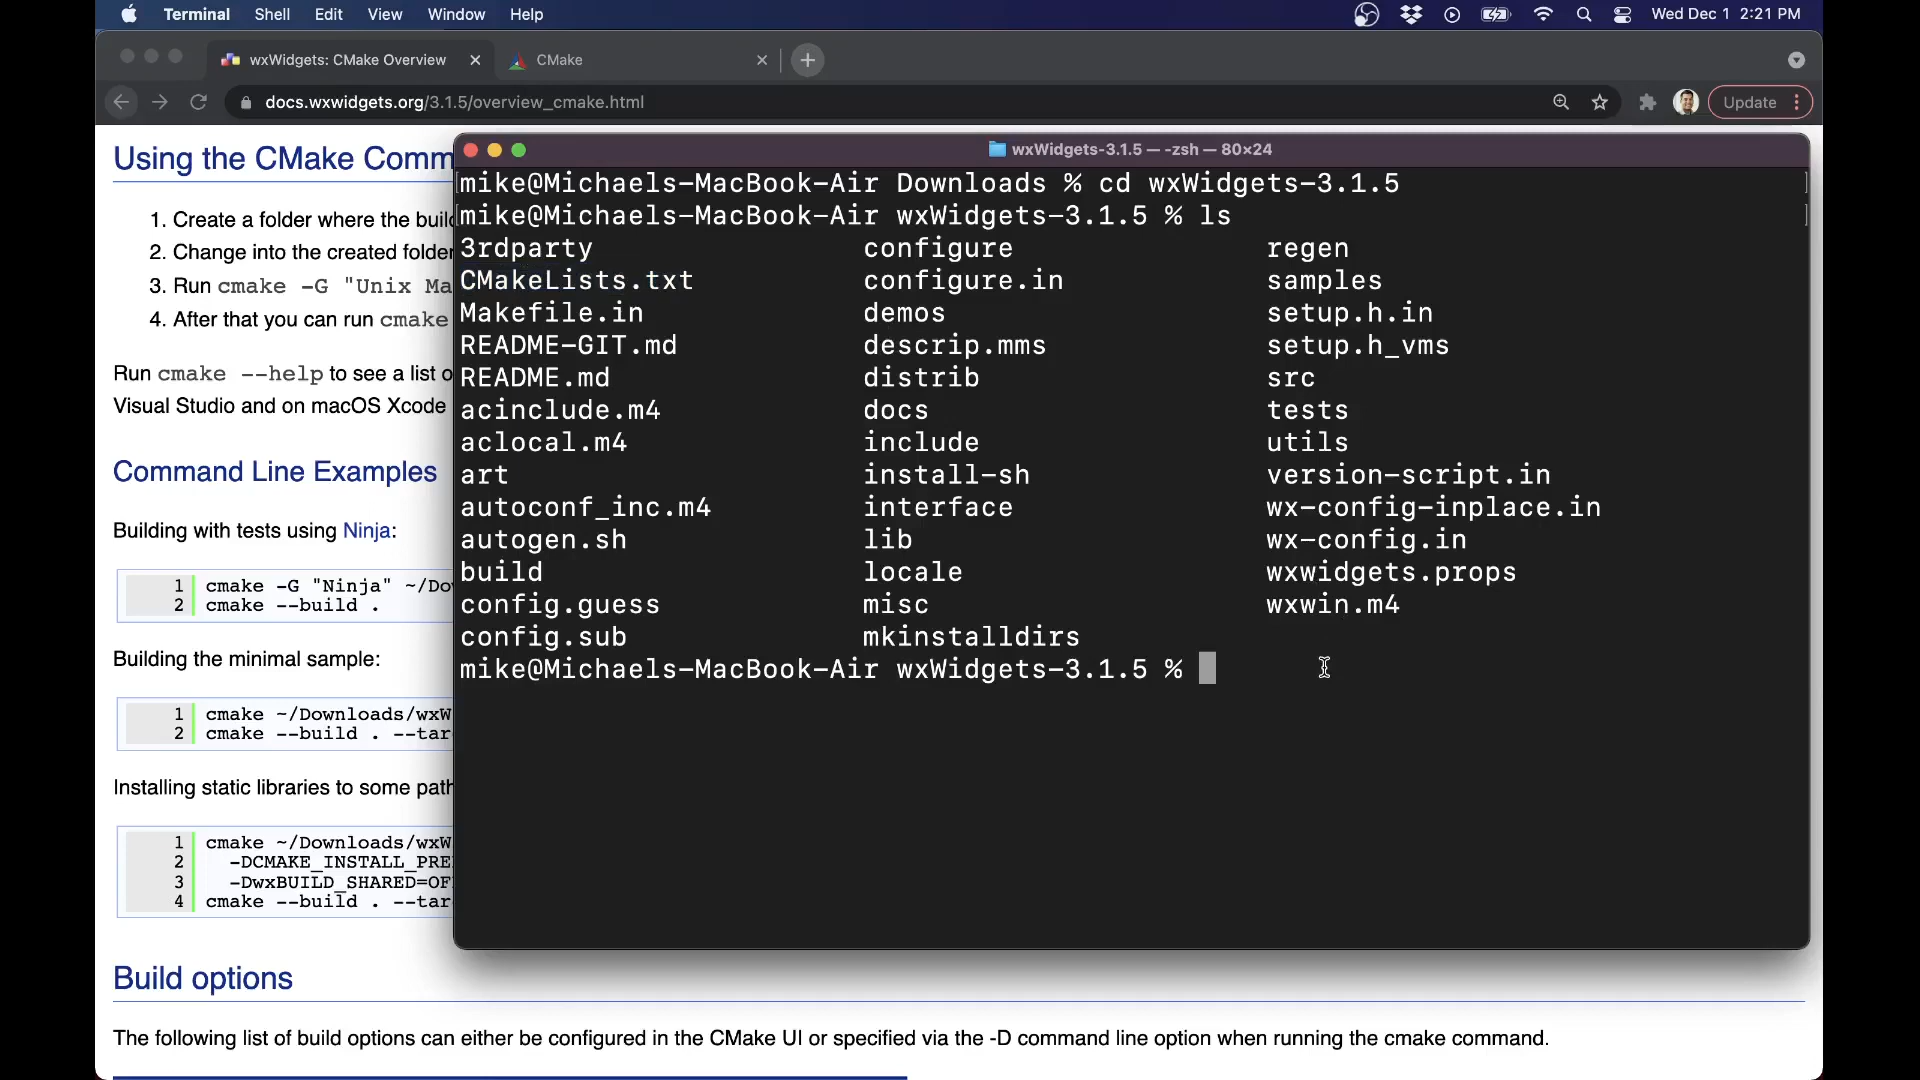 Terminal Shell Edit View Window Help Wed Dec 1 2:21 PM
wxWidgets: CMake Overview CMake
docs.wxwidgets.org/3.1.5/overview_cmake.html Update
Using the CMake Comm
1. Create a folder where the build
2. Change into the created folder
3. Run cmake -G "Unix Ma
4. After that you can run cmake
Run cmake --help to see a list o
Visual Studio and on macOS Xcode
Command Line Examples
Building with tests using Ninja:
1 cmake -G "Ninja" ~/Dow
2 cmake --build .
Building the minimal sample:
1 cmake ~/Downloads/wxW
2 cmake --build . --tar
Installing static libraries to some path
1 cmake ~/Downloads/wxW
2 -DCMAKE_INSTALL_PRE
3 -DwxBUILD_SHARED=OF
4 cmake --build . --tar
Build options
The following list of build options can either be configured in the CMake UI or specified via the -D command line option when running the cmake command.
wxWidgets-3.1.5 — -zsh — 80×24
mike@Michaels-MacBook-Air Downloads % cd wxWidgets-3.1.5
mike@Michaels-MacBook-Air wxWidgets-3.1.5 % ls
3rdparty configure regen
CMakeLists.txt configure.in samples
Makefile.in demos setup.h.in
README-GIT.md descrip.mms setup.h_vms
README.md distrib src
acinclude.m4 docs tests
aclocal.m4 include utils
art install-sh version-script.in
autoconf_inc.m4 interface wx-config-inplace.in
autogen.sh lib wx-config.in
build locale wxwidgets.props
config.guess misc wxwin.m4
config.sub mkinstalldirs
mike@Michaels-MacBook-Air wxWidgets-3.1.5 %